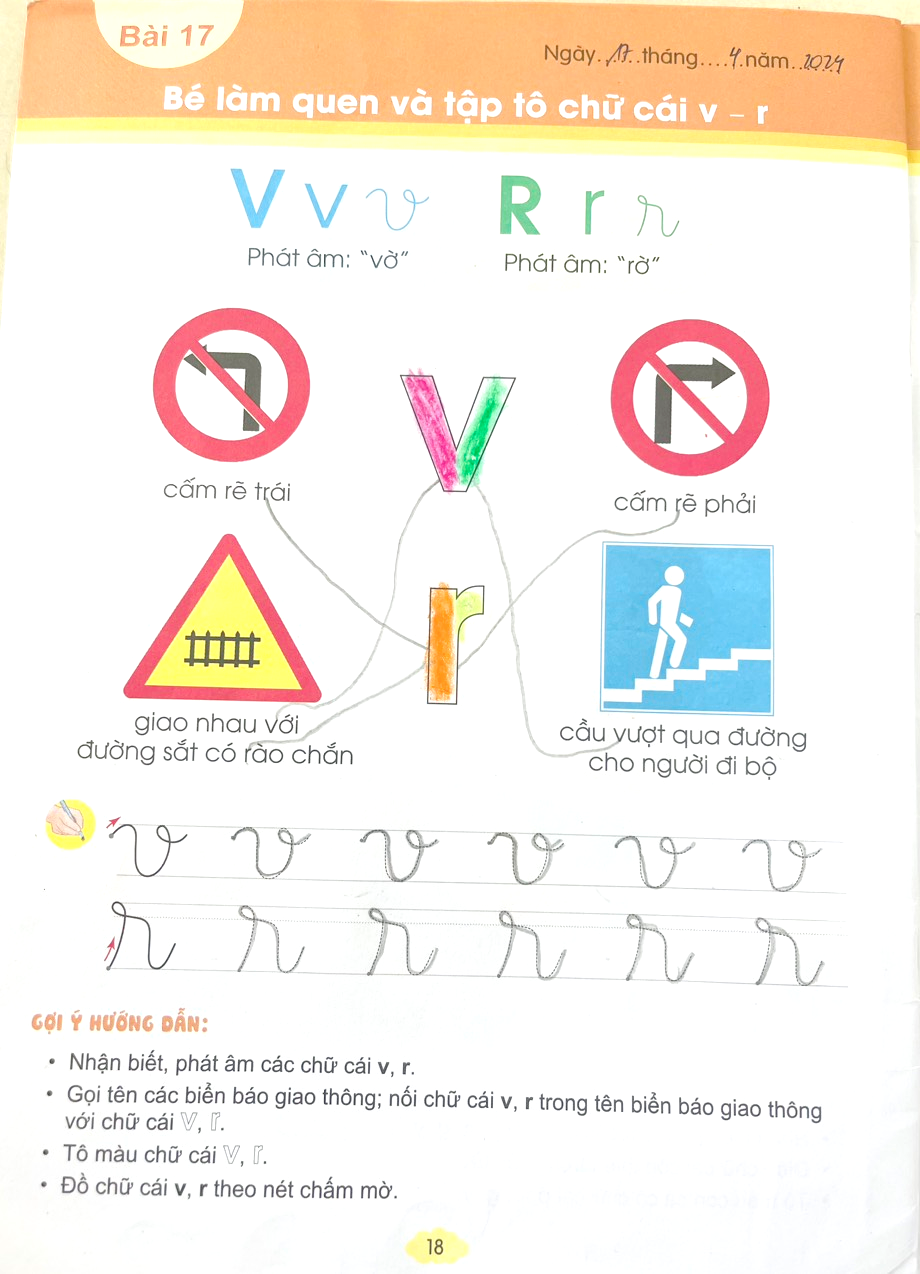 Bài 17
Ngày..17..tháng....4.năm..2024
Bé làm quen và tập tô chữ cái v – r
V v v R r r
Phát âm: “vờ” Phát âm: “rờ”
v
cấm rẽ trái
cấm rẽ phải
r
giao nhau với
đường sắt có rào chắn
cầu vượt qua đường
cho người đi bộ
v v v v v v
r r r r r r
GỢI Ý HƯỚNG DẪN:
• Nhận biết, phát âm các chữ cái v, r.
• Gọi tên các biển báo giao thông; nối chữ cái v, r trong tên biển báo giao thông
với chữ cái v, r.
• Tô màu chữ cái v, r.
• Đồ chữ cái v, r theo nét chấm mờ.
18